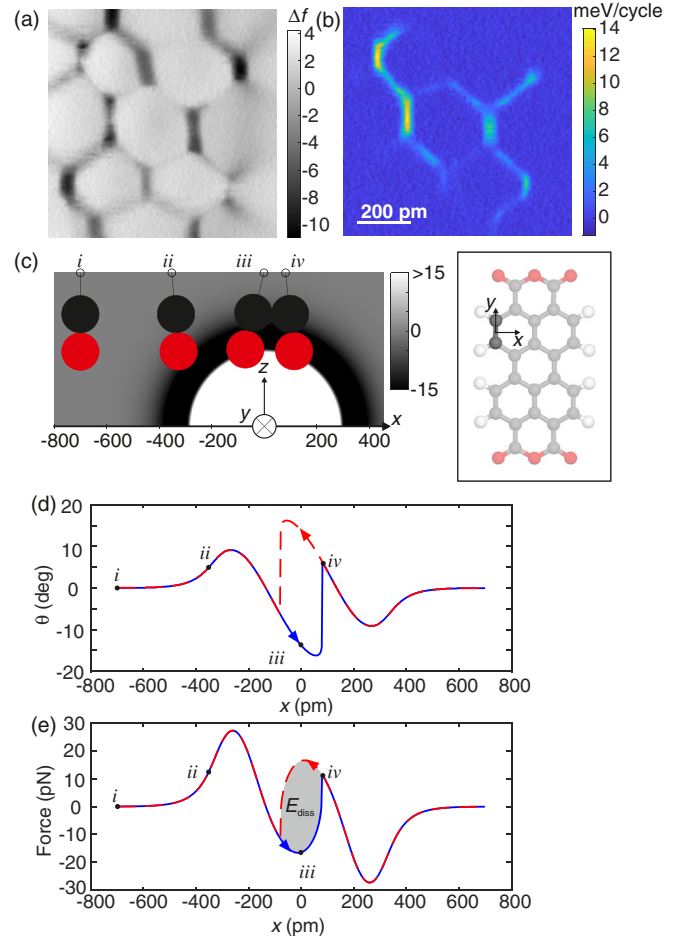 (a)
Δf
4
2
0
-2
-4
-6
-8
-10
(b)
meV/cycle
14
12
10
8
6
4
2
0
200 pm
(c)
i
ii
iii
iv
>15
0
-15
z
y
x
-800
-600
-400
-200
0
200
400
y
x
(d)
20
10
0
-10
-20
θ (deg)
i
ii
iii
iv
-800
-600
-400
-200
0
200
400
600
800
x (pm)
(e)
30
20
10
0
-10
-20
-30
Force (pN)
i
ii
iii
iv
E diss
-800
-600
-400
-200
0
200
400
600
800
x (pm)